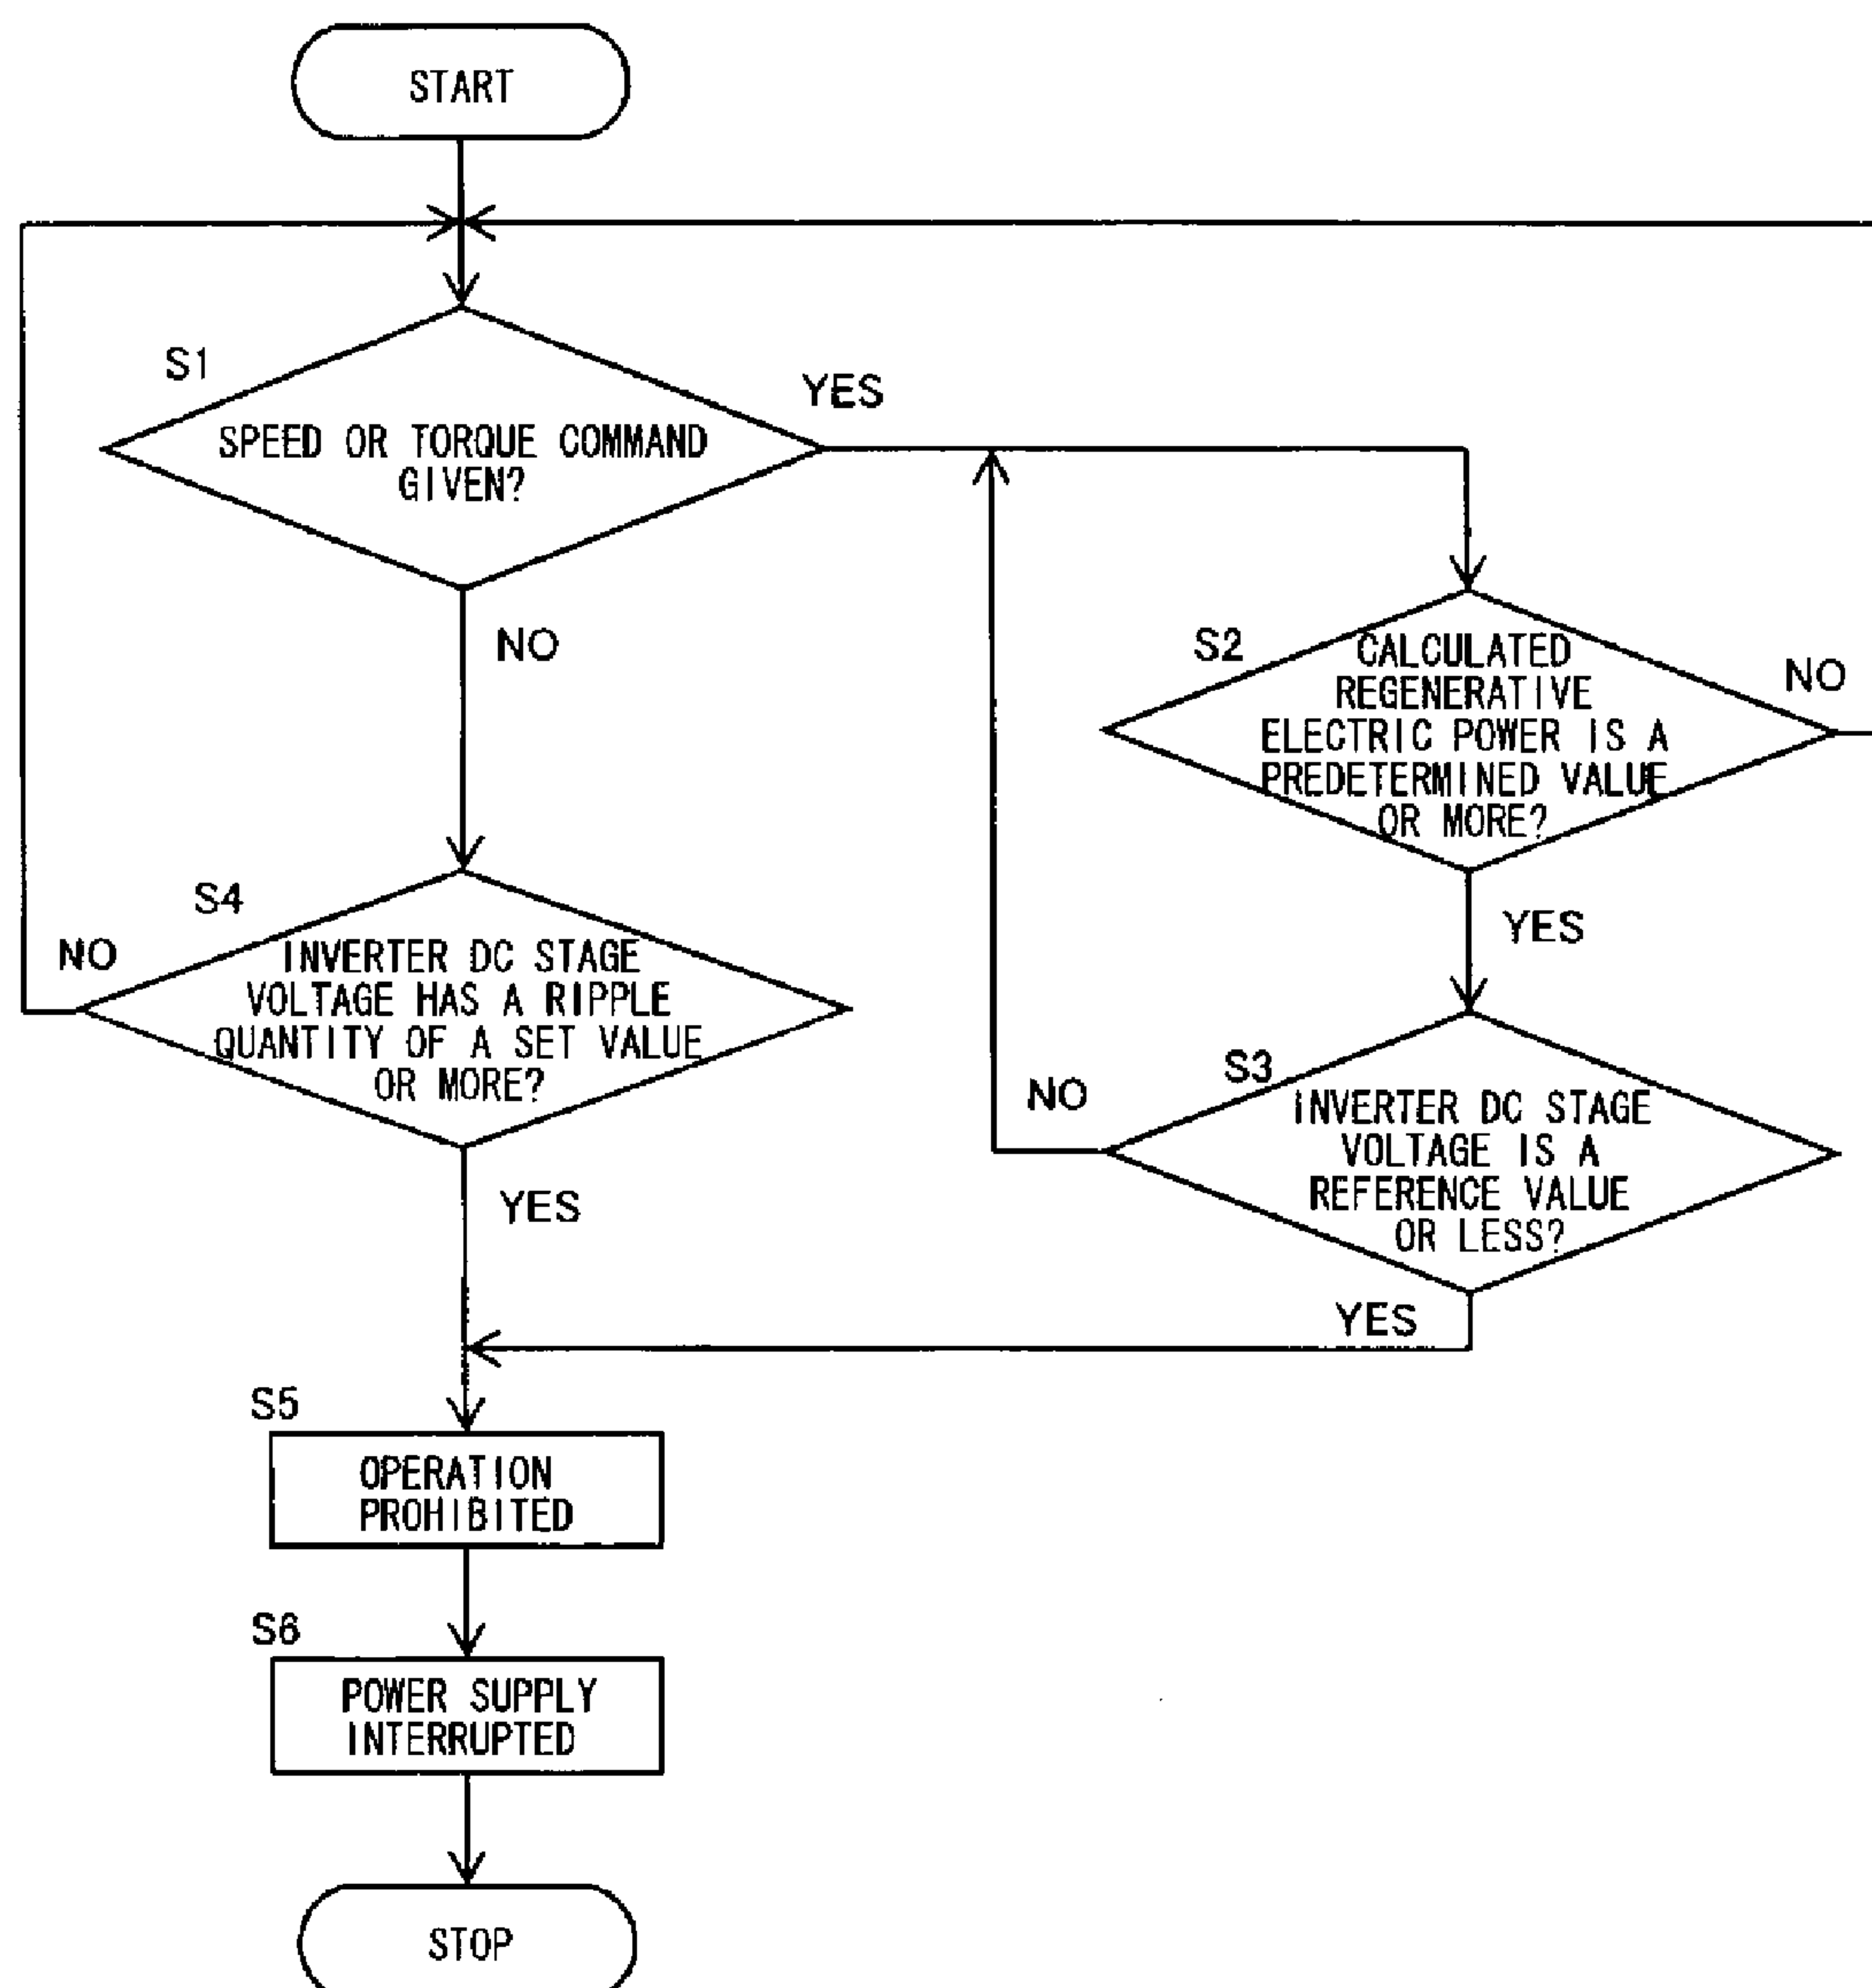 START
S1
YES
SPEED OR TORQUE COMMAND
GIVEN?
NO
S2
CALCULATED
REGENERATIVE
ELECTRIC POWER IS A
PREDETERMINED VALUE
OR MORE?
NO
YES
S4
NO
INVERTER DC STAGE
VOLTAGE HAS A RIPPLE
QUANTITY OF A SET VALUE
OR MORE?
YES
S3
NO
INVERTER DC STAGE
VOLTAGE IS A
REFERENCE VALUE
OR LESS?
YES
S5
OPERATION
PROHIBITED
S6
POWER SUPPLY
INTERRUPTED
STOP